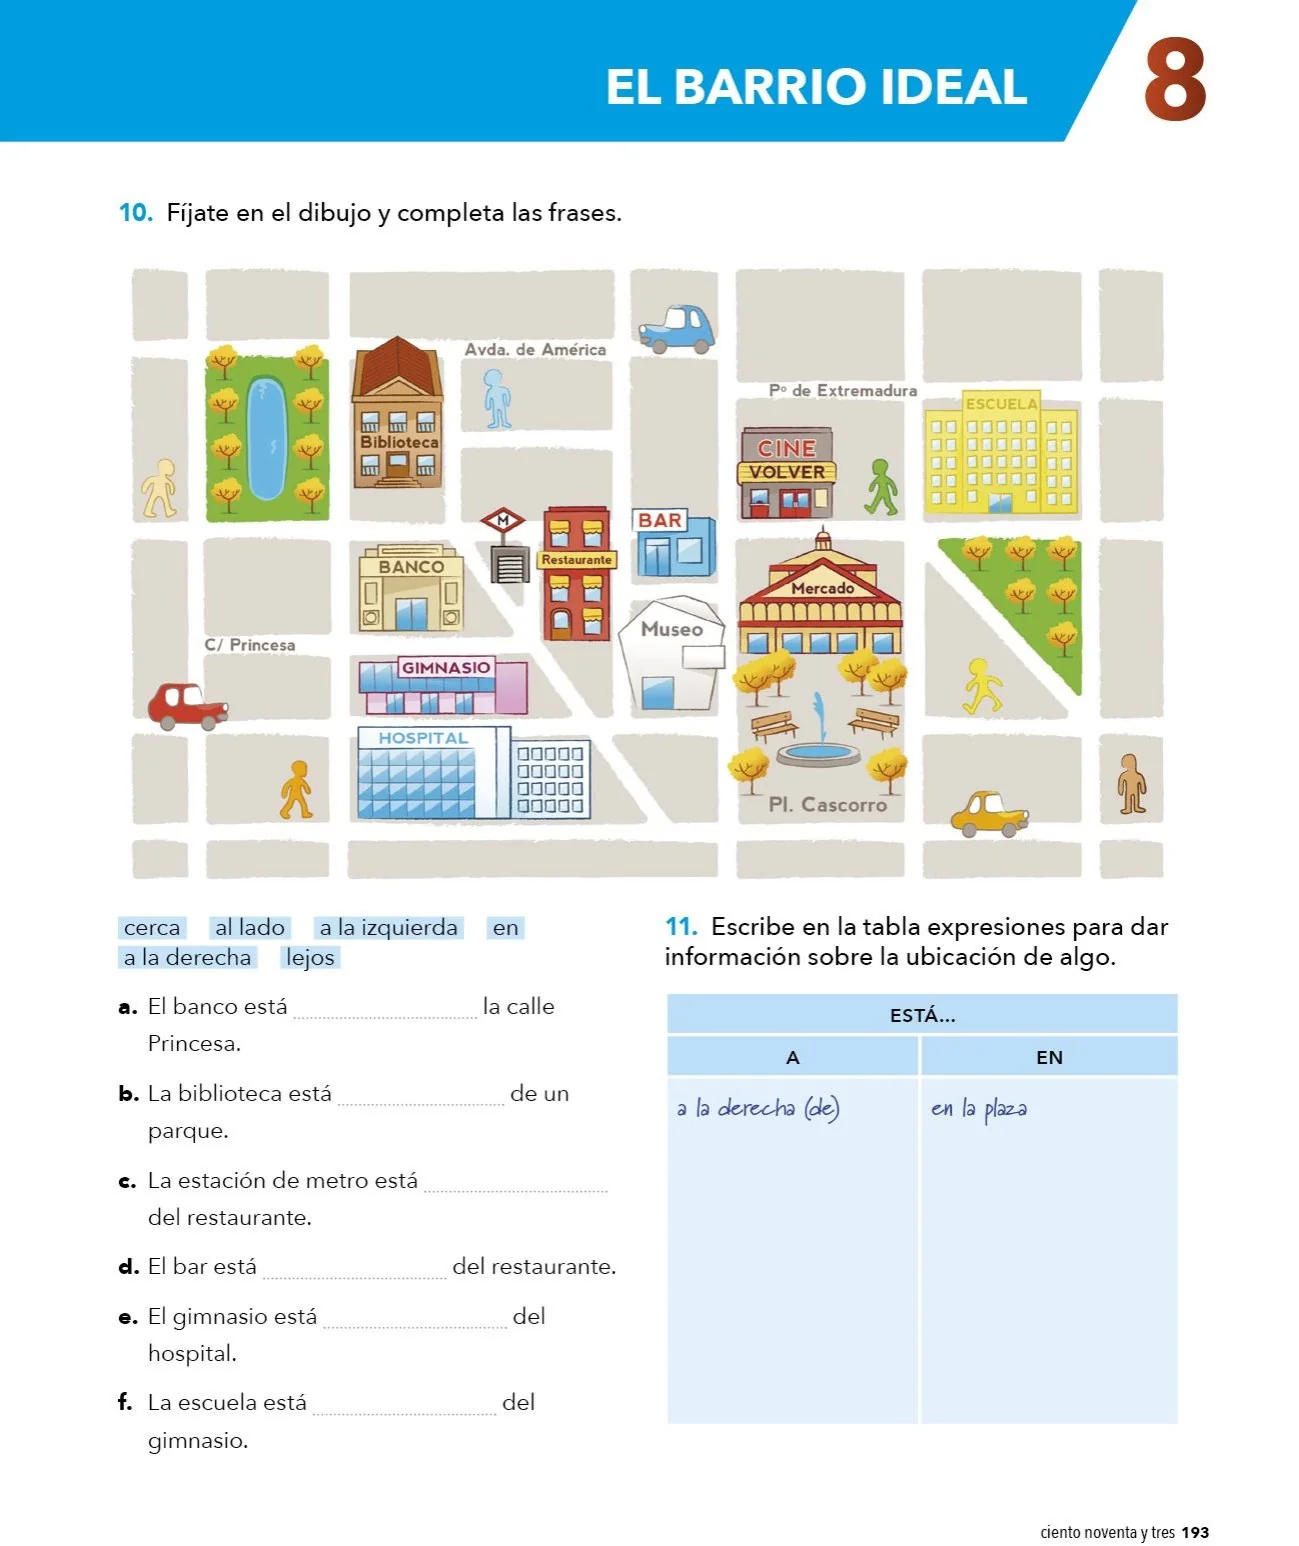 EL BARRIO IDEAL
8
10. Fíjate en el dibujo y completa las frases.
Avda. de América
Pº de Extremadura
ESCUELA
Biblioteca
CINE
VOLVER
M
BAR
Restaurante
BANCO
Mercado
Museo
C/ Princesa
GIMNASIO
HOSPITAL
Pl. Cascorro
cerca al lado a la izquierda en
a la derecha lejos
a. El banco está la calle
Princesa.
b. La biblioteca está de un
parque.
c. La estación de metro está
del restaurante.
d. El bar está del restaurante.
e. El gimnasio está del
hospital.
f. La escuela está del
gimnasio.
11. Escribe en la tabla expresiones para dar
información sobre la ubicación de algo.
ESTÁ...
A EN
a la derecha (de) en la plaza
ciento noventa y tres 193